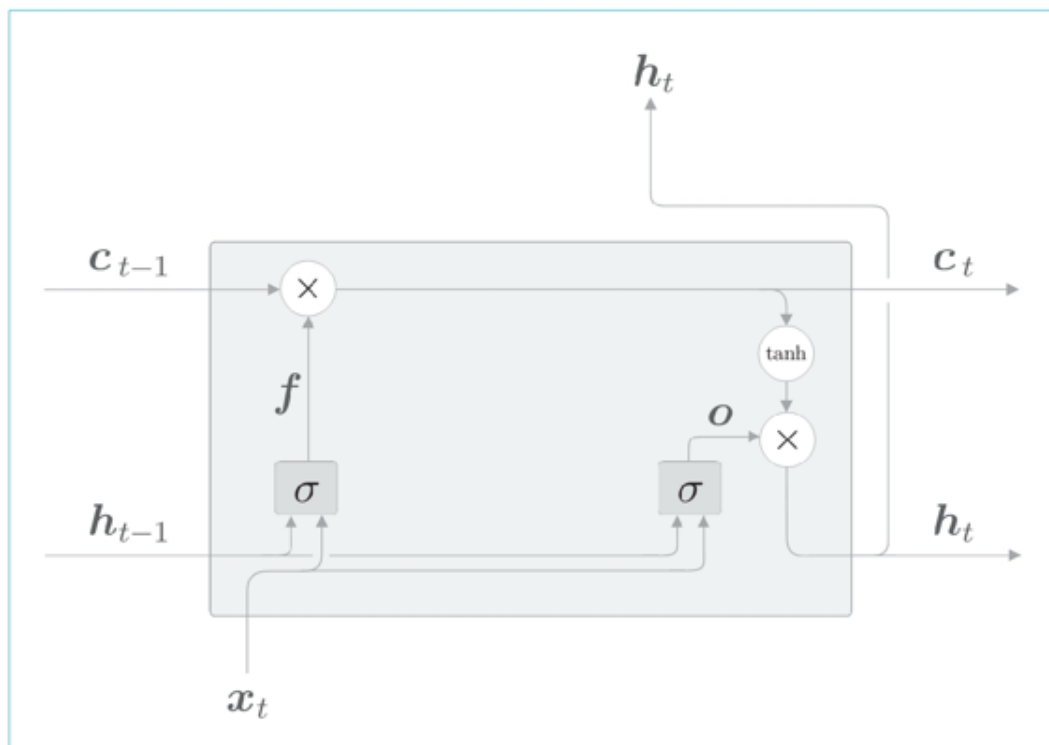 h_t
c_{t-1}
×
c_t
tanh
f
o
×
σ
σ
h_{t-1}
h_t
x_t